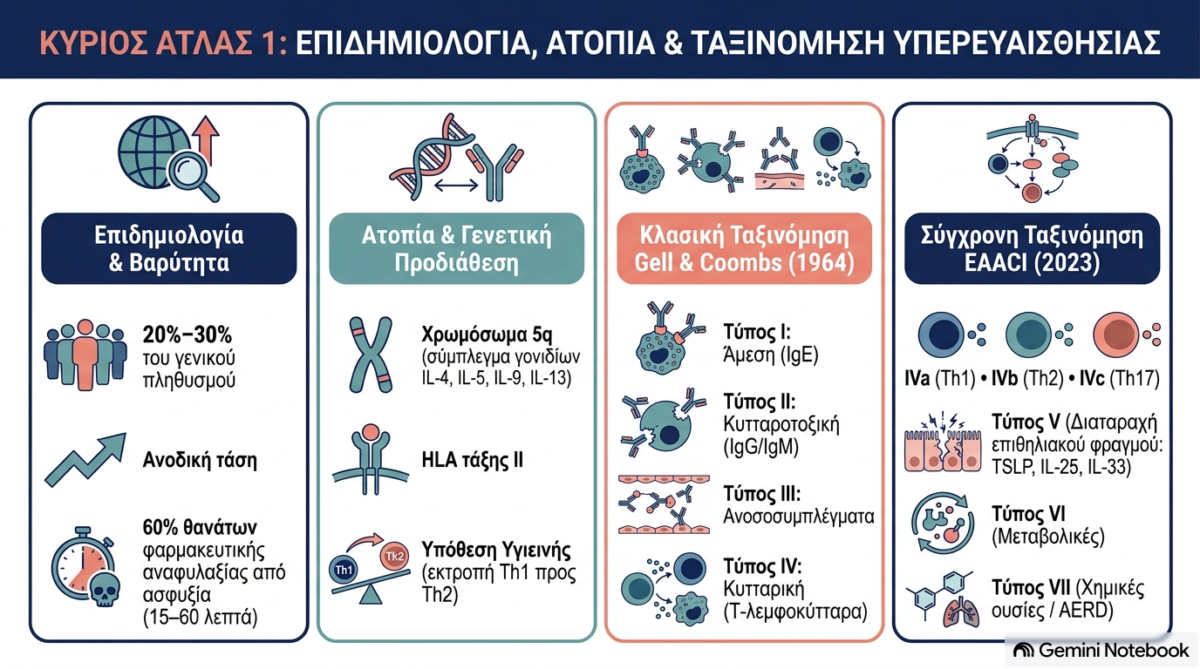 ΚΥΡΙΟΣ ΑΤΛΑΣ 1: ΕΠΙΔΗΜΙΟΛΟΓΙΑ, ΑΤΟΠΙΑ & ΤΑΞΙΝΟΜΗΣΗ ΥΠΕΡΕΥΑΙΣΘΗΣΙΑΣ
Επιδημιολογία
& Βαρύτητα
20%–30%
του γενικού
πληθυσμού
Ανοδική τάση
60% θανάτων
φαρμακευτικής
αναφυλαξίας από
ασφυξία
(15–60 λεπτά)
Ατοπία & Γενετική
Προδιάθεση
Χρωμόσωμα 5q
(σύμπλεγμα γονιδίων
IL-4, IL-5, IL-9, IL-13)
HLA τάξης II
Th1
Tk2
Υπόθεση Υγιεινής
(εκτροπή Th1 προς
Th2)
Κλασική Ταξινόμηση
Gell & Coombs (1964)
Τύπος I:
Άμεση (IgE)
Τύπος II:
Κυτταροτοξική
(IgG/IgM)
Τύπος III:
Ανοσοσυμπλέγματα
Τύπος IV:
Κυτταρική
(Τ-λεμφοκύτταρα)
Σύγχρονη Ταξινόμηση
EAACI (2023)
IVa (Th1) • IVb (Th2) • IVc (Th17)
Τύπος V (Διαταραχή
επιθηλιακού φραγμού:
TSLP, IL-25, IL-33)
Τύπος VI
(Μεταβολικές)
Τύπος VII (Χημικές
ουσίες / AERD)
Gemini Notebook